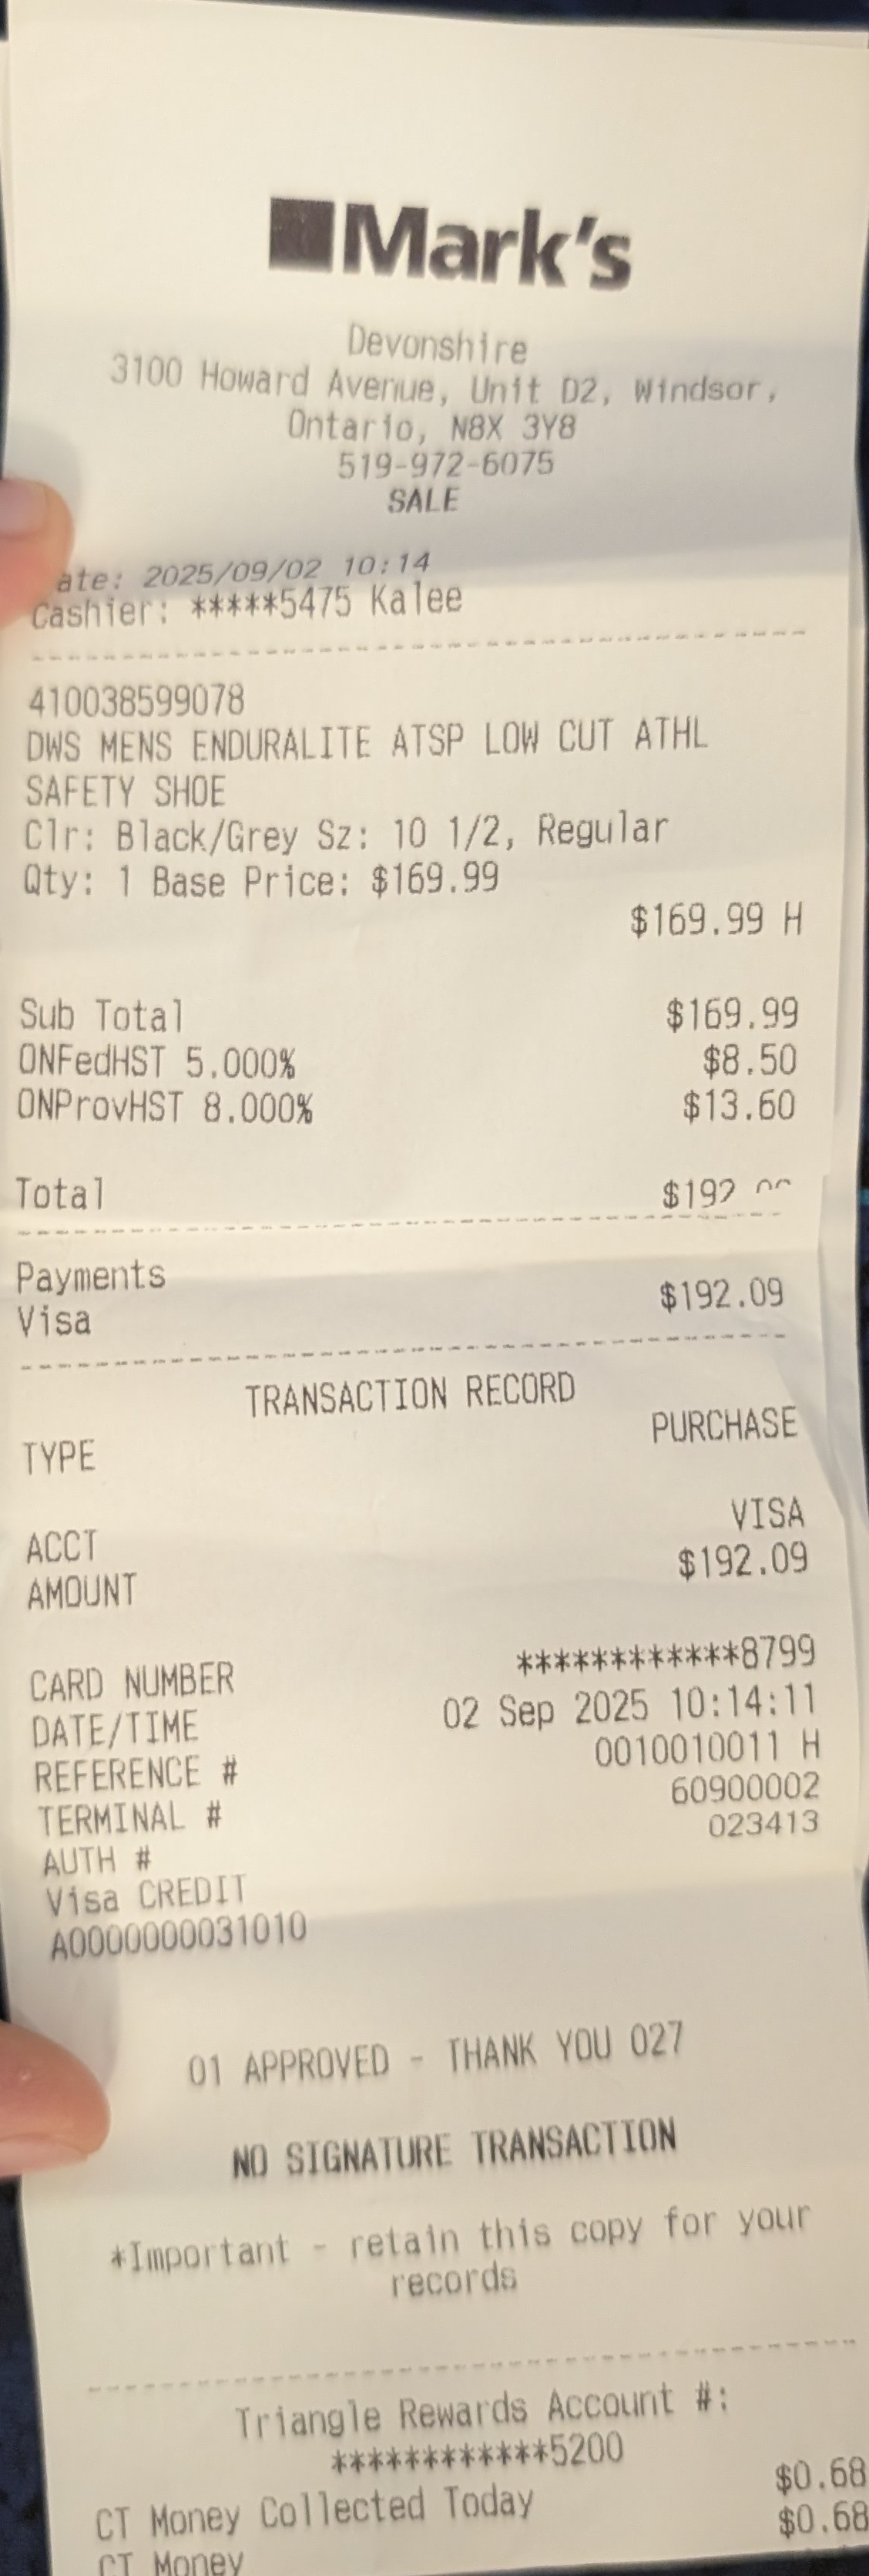 Mark's
Devonshire
3100 Howard Avenue, Unit D2, Windsor,
Ontario, N8X 3Y8
519-972-6075
SALE
ate: 2025/09/02 10:14
Cashier: *****5475 Kalee
410038599078
DWS MENS ENDURALITE ATSP LOW CUT ATHL
SAFETY SHOE
Clr: Black/Grey Sz: 10 1/2, Regular
Qty: 1 Base Price: $169.99
$169.99 H
Sub Total $169.99
ONFedHST 5.000% $8.50
ONProvHST 8.000% $13.60
Total $192
Payments
Visa $192.09
TRANSACTION RECORD
TYPE PURCHASE
ACCT VISA
AMOUNT $192.09
CARD NUMBER ************8799
DATE/TIME 02 Sep 2025 10:14:11
REFERENCE # 0010010011 H
TERMINAL # 60900002
AUTH # 023413
Visa CREDIT
A0000000031010
01 APPROVED - THANK YOU 027
NO SIGNATURE TRANSACTION
*Important - retain this copy for your
records
Triangle Rewards Account #:
************5200
CT Money Collected Today $0.68
CT Money $0.68